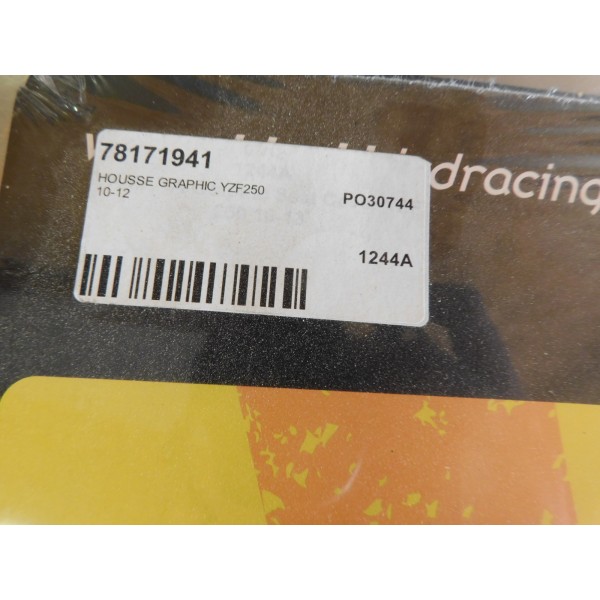 78171941
HOUSSE GRAPHIC YZF250
10-12
PO30744
1244A
dracing